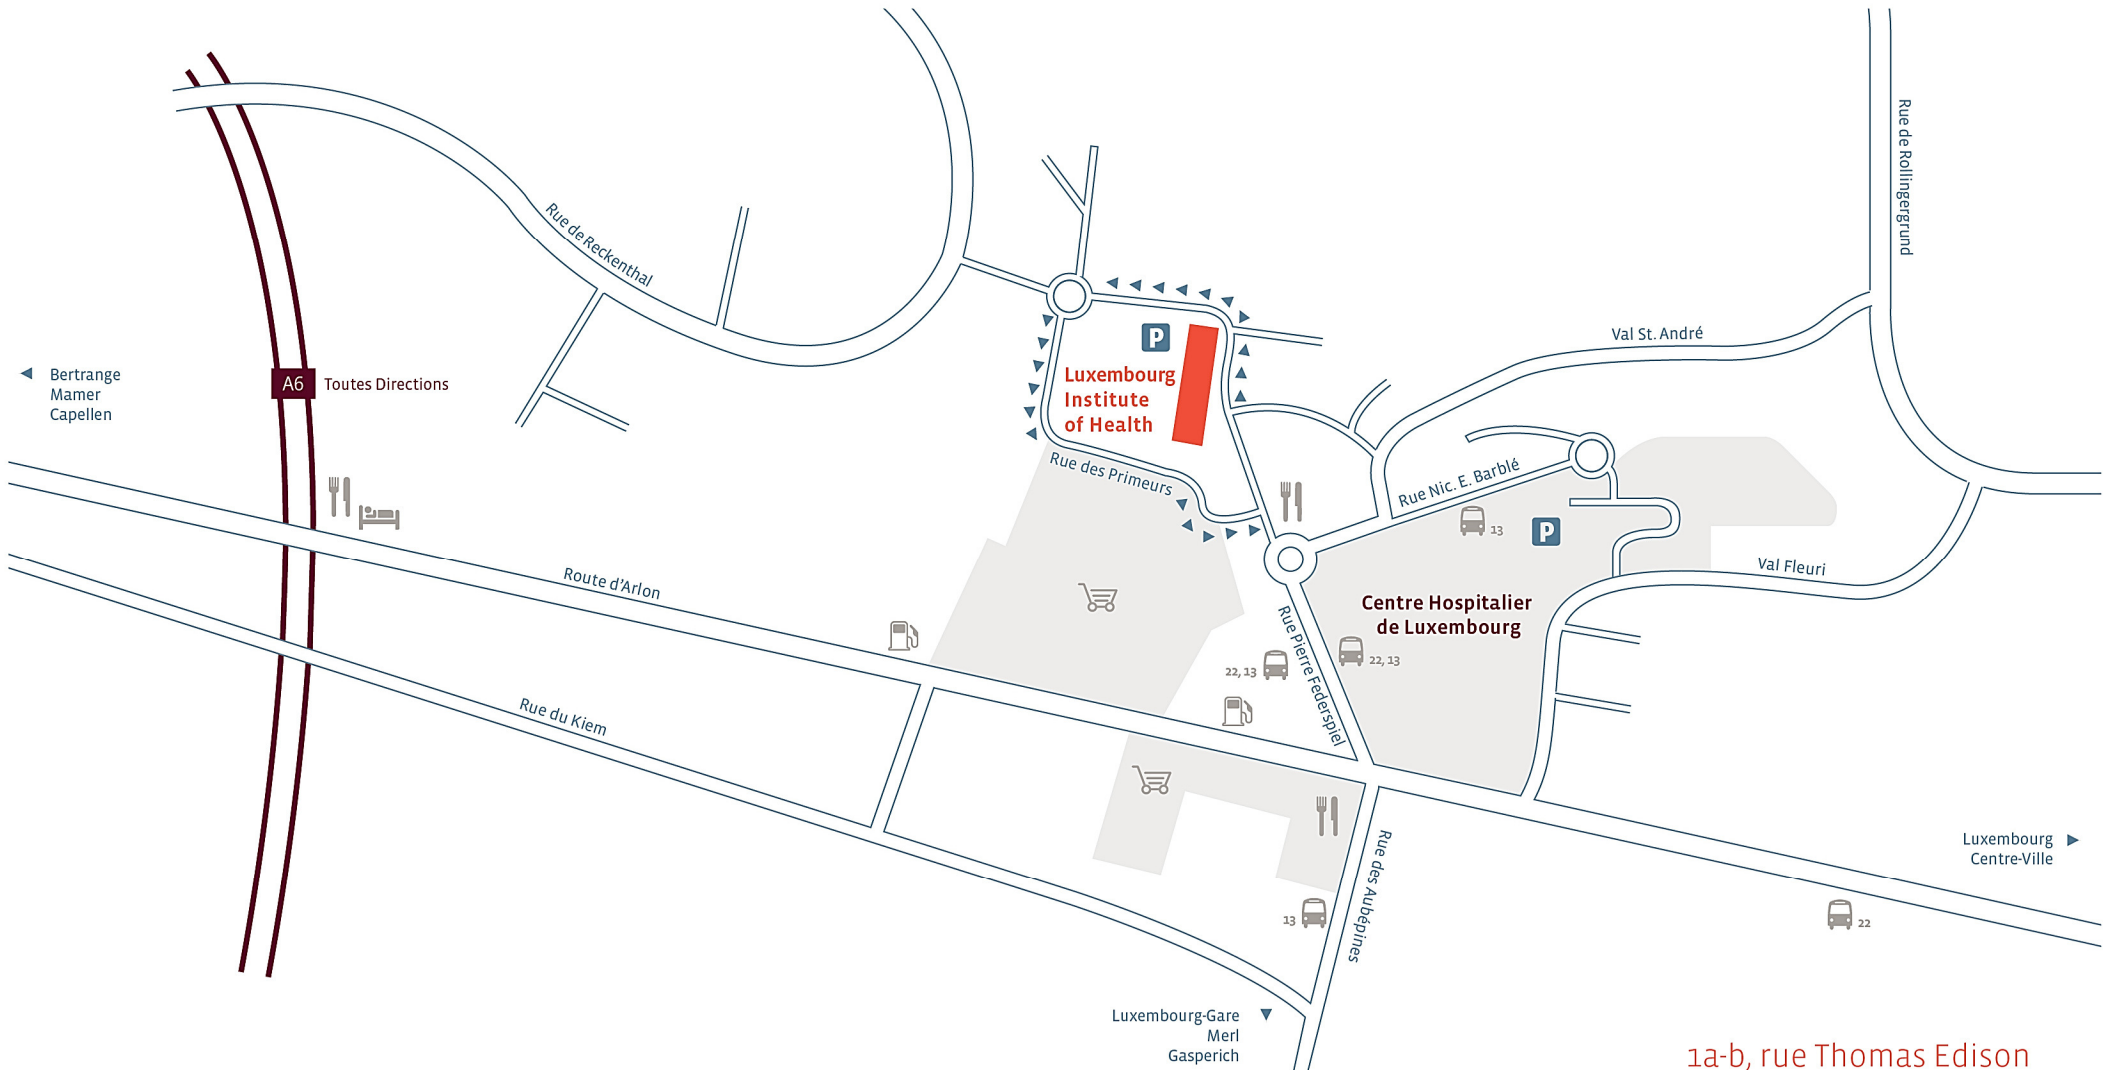 Rue de Rollingergrund
Rue de Reckenthal
P
Val St. André
Bertrange
Mamer
Capellen
A6
Toutes Directions
Luxembourg
Institute
of Health
Rue des Primeurs
Rue Nic. E. Barblé
13
P
Val Fleuri
Route d'Arlon
Centre Hospitalier
de Luxembourg
Rue Pierre Federspiel
22, 13
22, 13
Rue du Kiem
Rue des Aubépines
Luxembourg
Centre-Ville
13
22
Luxembourg-Gare
Merl
Gasperich
1a-b, rue Thomas Edison